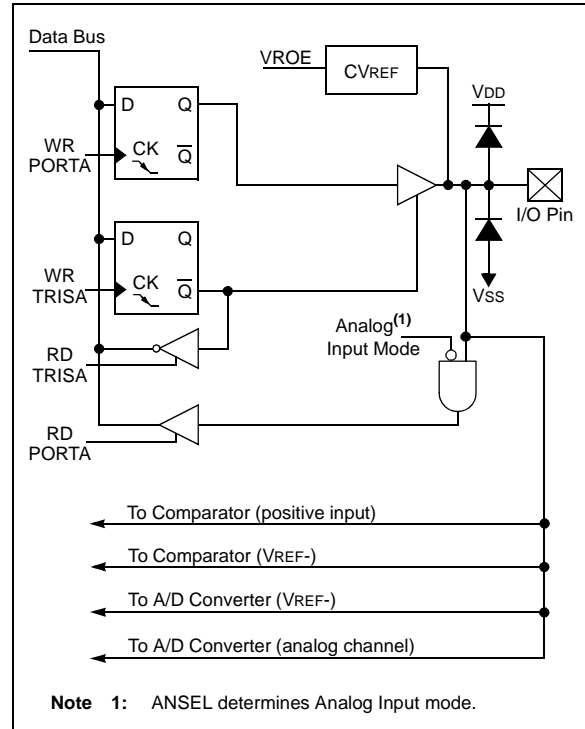 Data Bus
VROE
CVREF
VDD
D Q
WR
PORTA
CK
Q
I/O Pin
D Q
WR
TRISA
CK
Q
VSS
Analog(1)
Input Mode
RD
TRISA
RD
PORTA
To Comparator (positive input)
To Comparator (VREF-)
To A/D Converter (VREF-)
To A/D Converter (analog channel)
Note 1: ANSEL determines Analog Input mode.